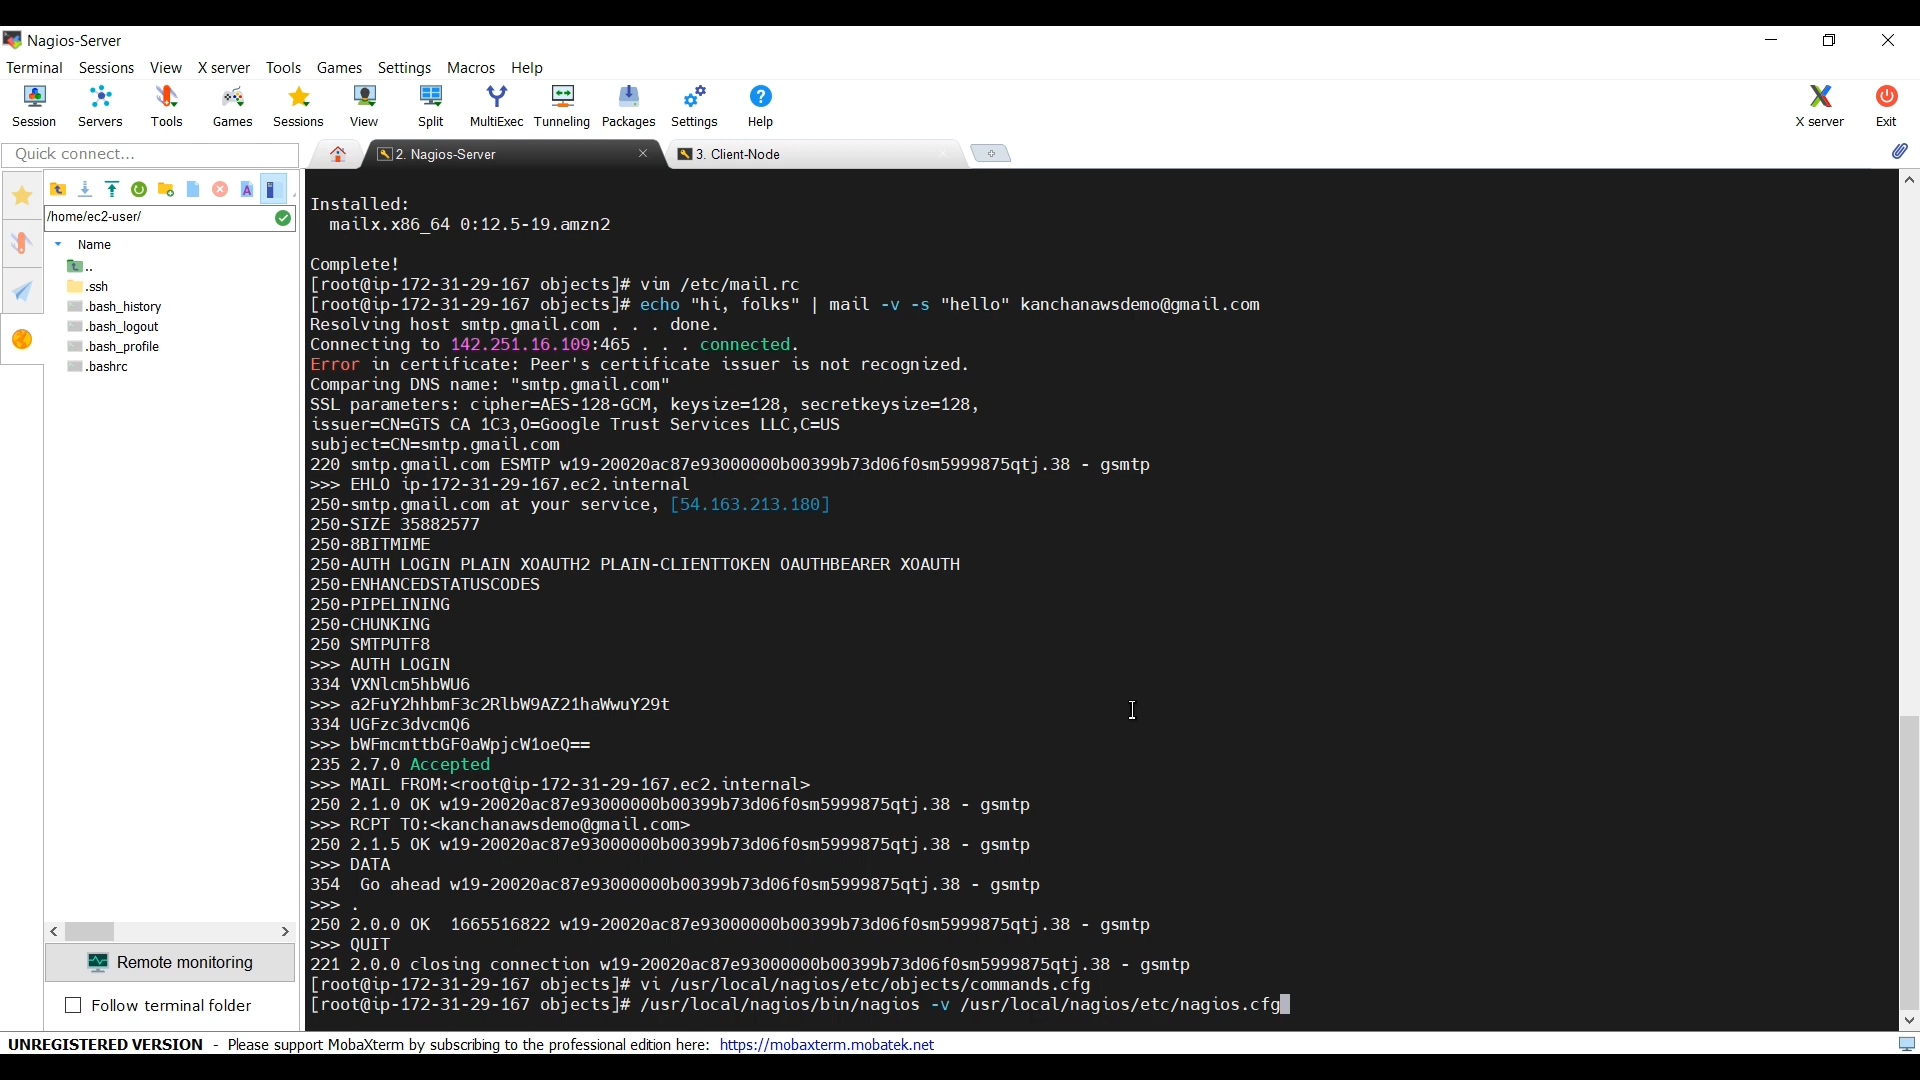 Nagios-Server
Terminal Sessions View X server Tools Games Settings Macros Help
Session Servers Tools Games Sessions View Split MultiExec Tunneling Packages Settings Help X server Exit
Quick connect...
2. Nagios-Server
3. Client-Node
/home/ec2-user/
Name
..
.ssh
.bash_history
.bash_logout
.bash_profile
.bashrc
Remote monitoring
Follow terminal folder
Installed:
mailx.x86_64 0:12.5-19.amzn2
Complete!
[root@ip-172-31-29-167 objects]# vim /etc/mail.rc
[root@ip-172-31-29-167 objects]# echo "hi, folks" | mail -v -s "hello" kanchanawsdemo@gmail.com
Resolving host smtp.gmail.com . . . done.
Connecting to 142.251.16.109:465 . . . connected.
Error in certificate: Peer's certificate issuer is not recognized.
Comparing DNS name: "smtp.gmail.com"
SSL parameters: cipher=AES-128-GCM, keysize=128, secretkeysize=128,
issuer=CN=GTS CA 1C3,O=Google Trust Services LLC,C=US
subject=CN=smtp.gmail.com
220 smtp.gmail.com ESMTP w19-20020ac87e93000000b00399b73d06f0sm5999875qtj.38 - gsmtp
>>> EHLO ip-172-31-29-167.ec2.internal
250-smtp.gmail.com at your service, [54.163.213.180]
250-SIZE 35882577
250-8BITMIME
250-AUTH LOGIN PLAIN XOAUTH2 PLAIN-CLIENTTOKEN OAUTHBEARER XOAUTH
250-ENHANCEDSTATUSCODES
250-PIPELINING
250-CHUNKING
250 SMTPUTF8
>>> AUTH LOGIN
334 VXNlcm5hbWU6
>>> a2FuY2hhbmF3c2RlbW9AZ21haWwuY29t
334 UGFzc3dvcmQ6
>>> bWFmcmttbGF0aWpjcW1oeQ==
235 2.7.0 Accepted
>>> MAIL FROM:<root@ip-172-31-29-167.ec2.internal>
250 2.1.0 OK w19-20020ac87e93000000b00399b73d06f0sm5999875qtj.38 - gsmtp
>>> RCPT TO:<kanchanawsdemo@gmail.com>
250 2.1.5 OK w19-20020ac87e93000000b00399b73d06f0sm5999875qtj.38 - gsmtp
>>> DATA
354  Go ahead w19-20020ac87e93000000b00399b73d06f0sm5999875qtj.38 - gsmtp
>>> .
250 2.0.0 OK  1665516822 w19-20020ac87e93000000b00399b73d06f0sm5999875qtj.38 - gsmtp
>>> QUIT
221 2.0.0 closing connection w19-20020ac87e93000000b00399b73d06f0sm5999875qtj.38 - gsmtp
[root@ip-172-31-29-167 objects]# vi /usr/local/nagios/etc/objects/commands.cfg
[root@ip-172-31-29-167 objects]# /usr/local/nagios/bin/nagios -v /usr/local/nagios/etc/nagios.cfg
UNREGISTERED VERSION - Please support MobaXterm by subscribing to the professional edition here: https://mobaxterm.mobatek.net